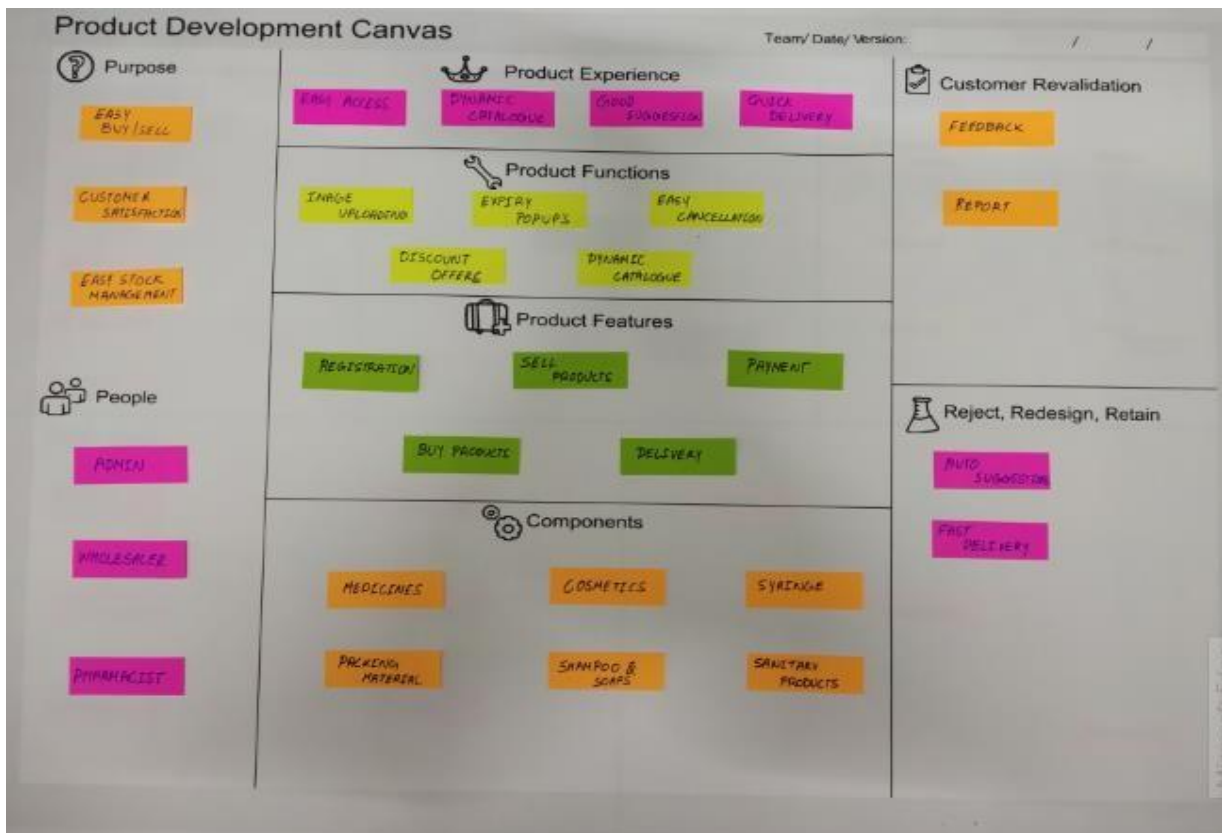 Product Development Canvas
Team/ Date/ Version:
/ /
Purpose
EASY
BUY/SELL
CUSTOMER
SATISFACTION
EASY STOCK
MANAGEMENT
People
ADMIN
WHOLESALER
PHARMACIST
Product Experience
EASY ACCESS
DYNAMIC
CATALOGUE
GOOD
SUGGESTION
QUICK
DELIVERY
Product Functions
IMAGE
UPLOADING
EXPIRY
POPUPS
EASY
CANCELLATION
DISCOUNT
OFFERS
DYNAMIC
CATALOGUE
Product Features
REGISTRATION
SELL
PRODUCTS
PAYMENT
BUY PRODUCTS
DELIVERY
Components
MEDICINES
COSMETICS
SYRINGE
PACKING
MATERIAL
SHAMPOO &
SOAPS
SANITARY
PRODUCTS
Customer Revalidation
FEEDBACK
REPORT
Reject, Redesign, Retain
AUTO
SUGGESTION
FAST
DELIVERY